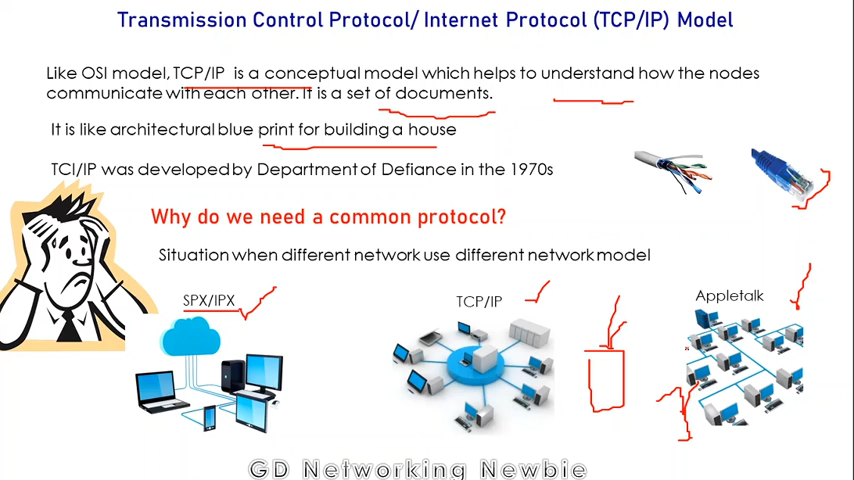 Transmission Control Protocol/ Internet Protocol (TCP/IP) Model
Like OSI model, TCP/IP is a conceptual model which helps to understand how the nodes
communicate with each other. It is a set of documents.
It is like architectural blue print for building a house
TCI/IP was developed by Department of Defiance in the 1970s
Why do we need a common protocol?
Situation when different network use different network model
SPX/IPX
TCP/IP
Appletalk
GD Networking Newbie